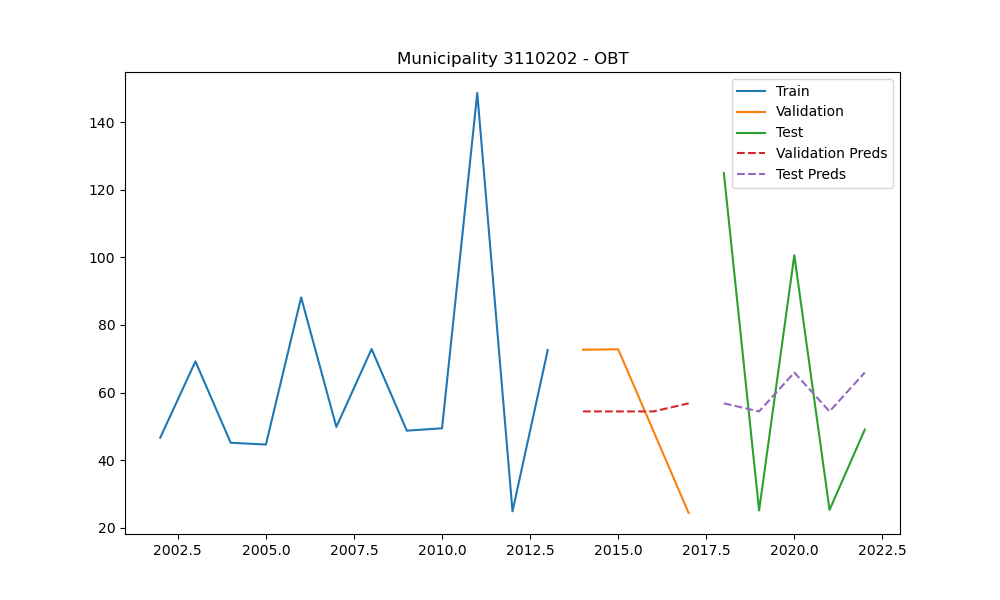 Municipality 3110202 - OBT
Train
Validation
Test
Validation Preds
Test Preds
140
120
100
80
60
40
20
2002.5 2005.0 2007.5 2010.0 2012.5 2015.0 2017.5 2020.0 2022.5